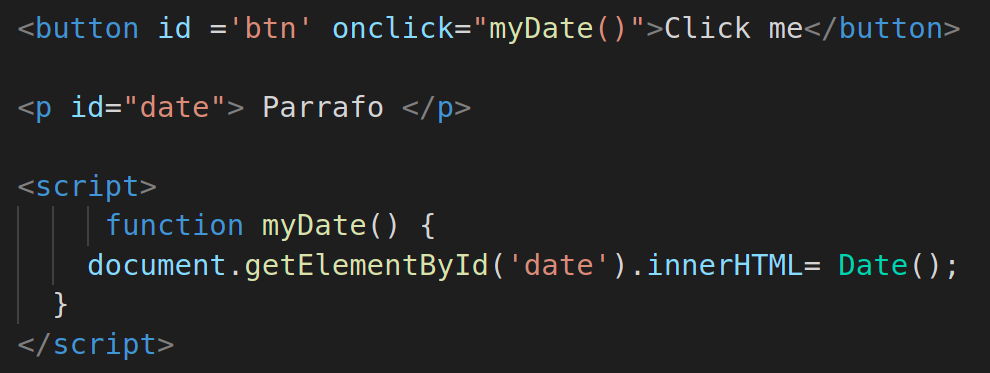 <button id ='btn' onclick="myDate()">Click me</button>
<p id="date"> Parrafo </p>
<script>
function myDate() {
document.getElementById('date').innerHTML= Date();
}
</script>